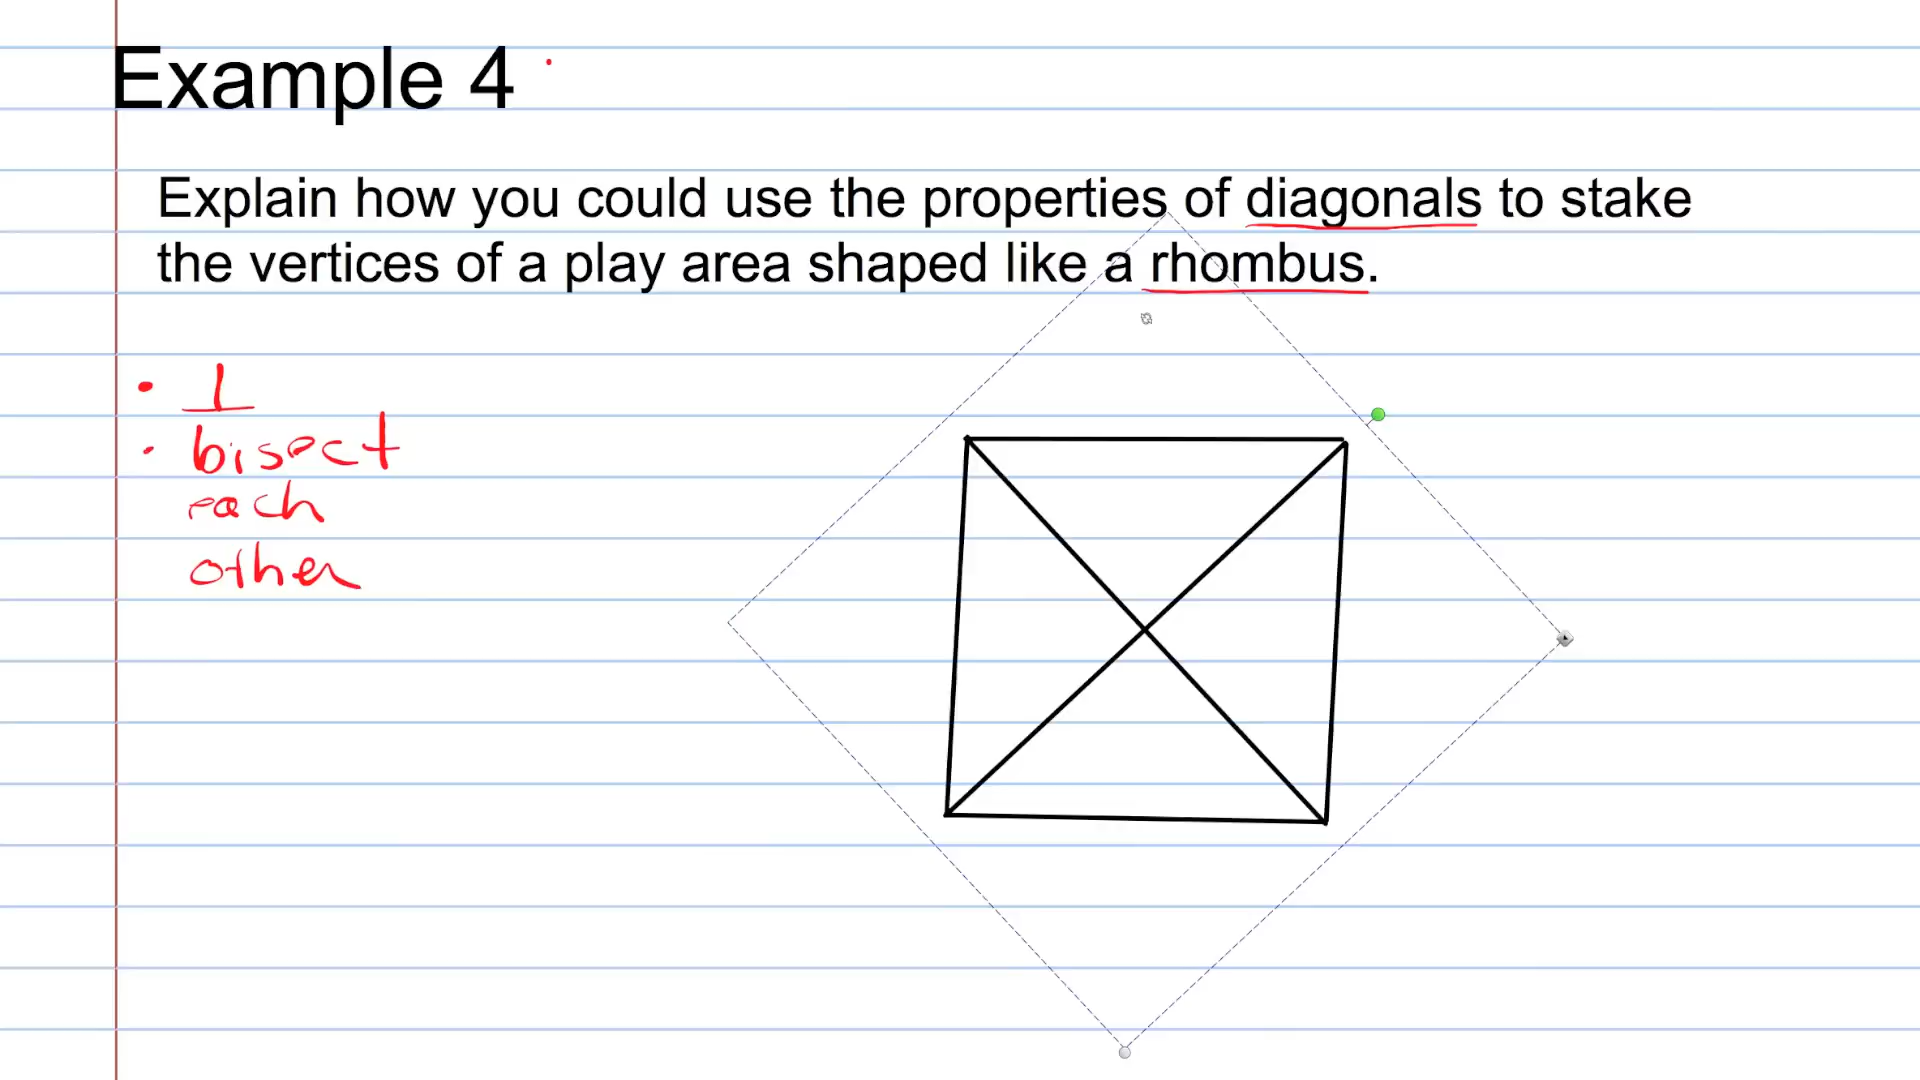 Example 4
Explain how you could use the properties of diagonals to stake
the vertices of a play area shaped like a rhombus.
• ⊥
• bisect
each
other